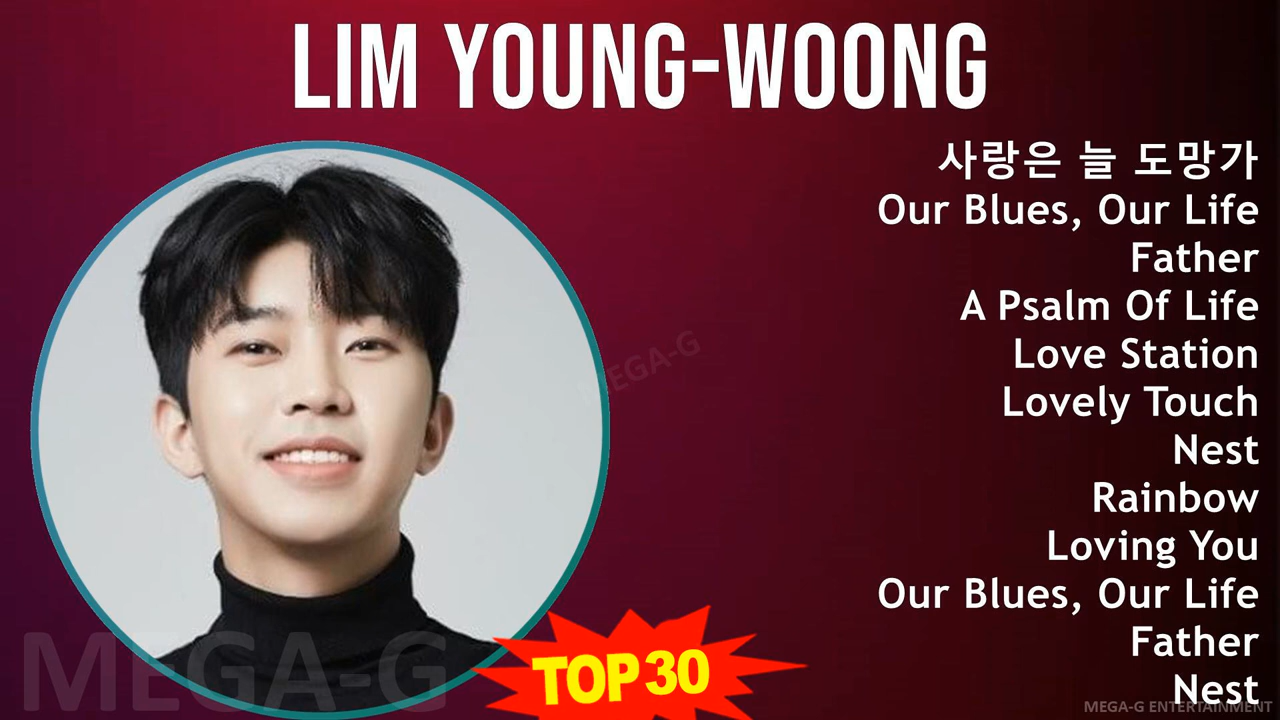 LIM YOUNG-WOONG
사랑은 늘 도망가
Our Blues, Our Life
Father
A Psalm Of Life
Love Station
Lovely Touch
Nest
Rainbow
Loving You
Our Blues, Our Life
Father
Nest
MEGA-G
MEGA-G
TOP 30
MEGA-G ENTERTAINMENT